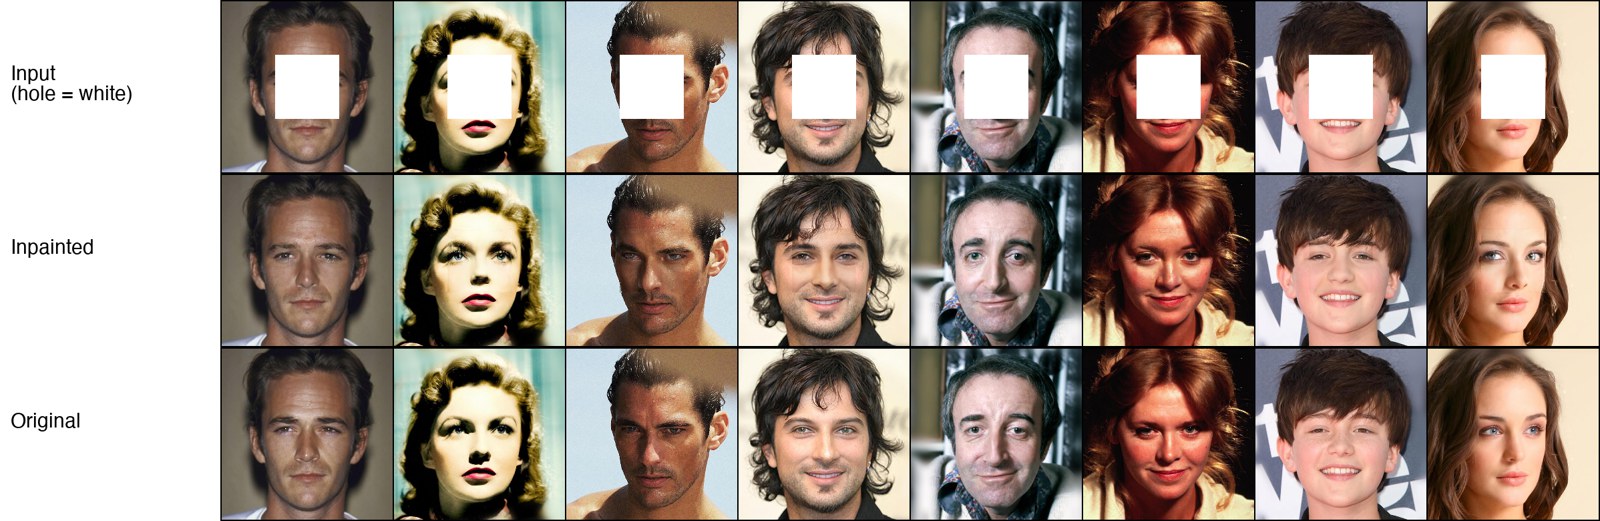 Input
(hole = white)
Inpainted
Original